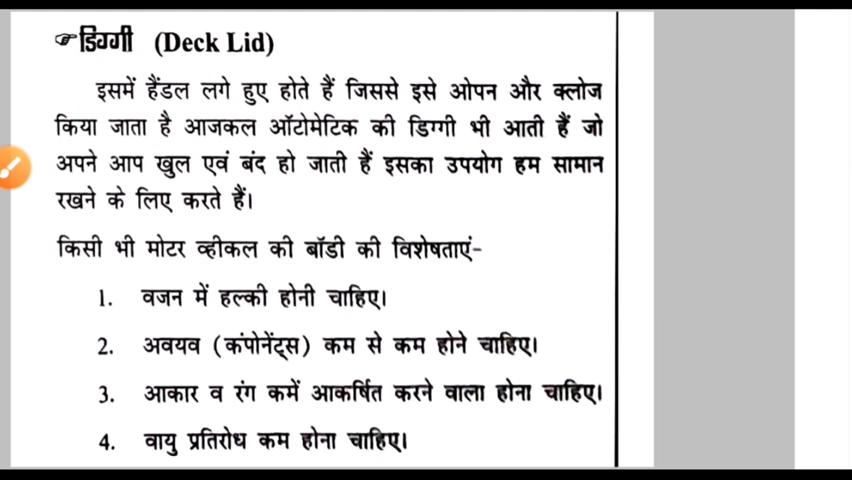 ☞ डिग्गी (Deck Lid)
इसमें हैंडल लगे हुए होते हैं जिससे इसे ओपन और क्लोज
किया जाता है आजकल ऑटोमेटिक की डिग्गी भी आती हैं जो
अपने आप खुल एवं बंद हो जाती हैं इसका उपयोग हम सामान
रखने के लिए करते हैं।
किसी भी मोटर व्हीकल की बॉडी की विशेषताएं-
1. वजन में हल्की होनी चाहिए।
2. अवयव (कंपोनेंट्स) कम से कम होने चाहिए।
3. आकार व रंग कमें आकर्षित करने वाला होना चाहिए।
4. वायु प्रतिरोध कम होना चाहिए।